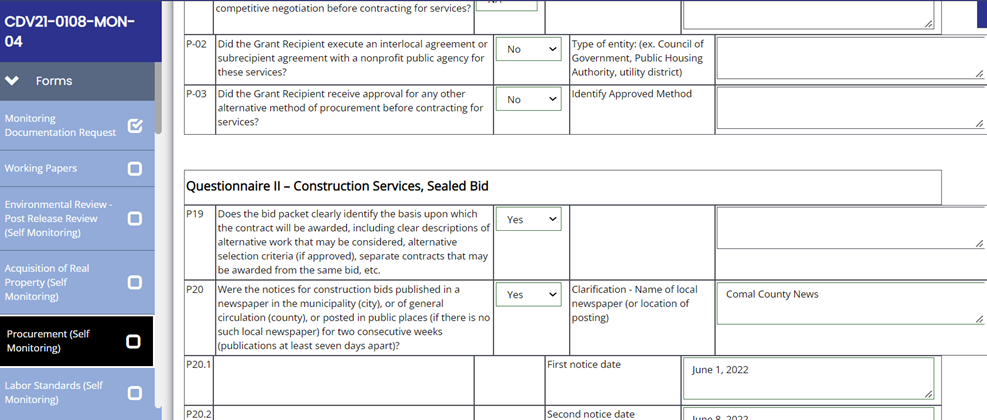 CDV21-0108-MON-
04
Forms
Monitoring
Documentation Request
Working Papers
Environmental Review -
Post Release Review
(Self Monitoring)
Acquisition of Real
Property (Self
Monitoring)
Procurement (Self
Monitoring)
Labor Standards (Self
Monitoring)
competitive negotiation before contracting for services?
P-02
Did the Grant Recipient execute an interlocal agreement or
subrecipient agreement with a nonprofit public agency for
these services?
No
Type of entity: (ex. Council of
Government, Public Housing
Authority, utility district)
P-03
Did the Grant Recipient receive approval for any other
alternative method of procurement before contracting for
services?
No
Identify Approved Method
Questionnaire II – Construction Services, Sealed Bid
P19
Does the bid packet clearly identify the basis upon which
the contract will be awarded, including clear descriptions of
alternative work that may be considered, alternative
selection criteria (if approved), separate contracts that may
be awarded from the same bid, etc.
Yes
P20
Were the notices for construction bids published in a
newspaper in the municipality (city), or of general
circulation (county), or posted in public places (if there is no
such local newspaper) for two consecutive weeks
(publications at least seven days apart)?
Yes
Clarification - Name of local
newspaper (or location of
posting)
Comal County News
P20.1
First notice date
June 1, 2022
P20.2
Second notice date
June 8, 2022